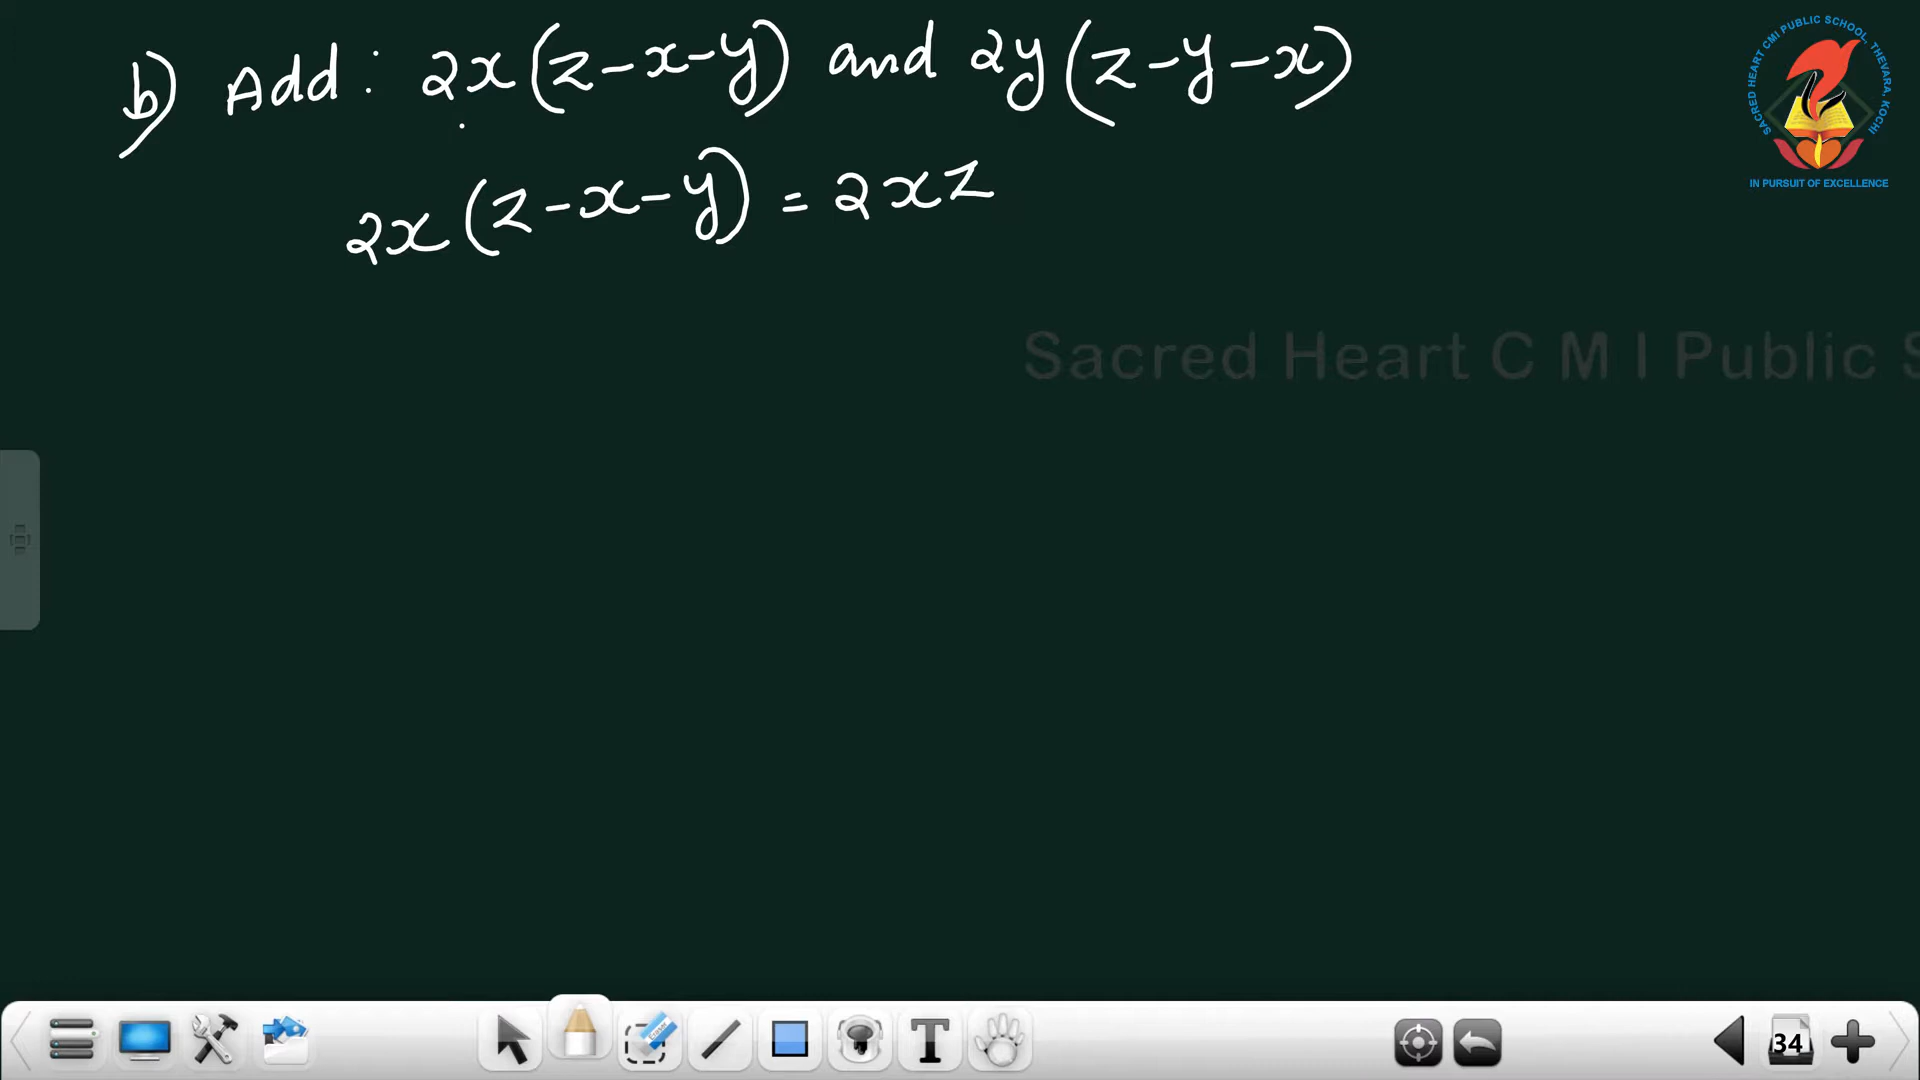 b) Add : 2x(z-x-y) and 2y(z-y-x)
2x(z-x-y) = 2xz
SACRED HEART CMI PUBLIC SCHOOL, THEVARA, KOCHI
IN PURSUIT OF EXCELLENCE
Sacred Heart C M I Public S
T
34